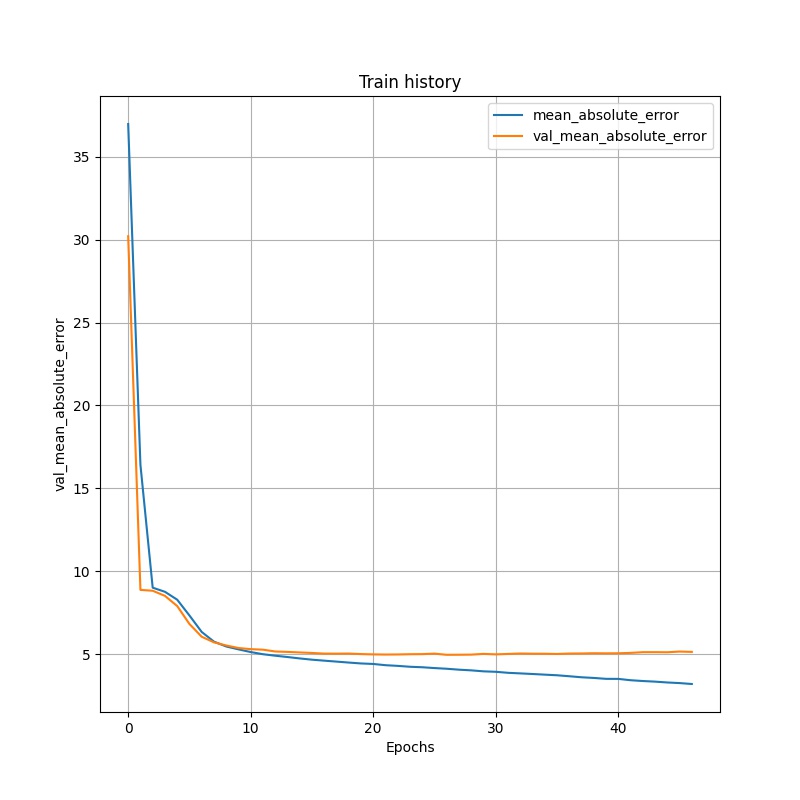 Train history
mean_absolute_error
val_mean_absolute_error
val_mean_absolute_error
35
30
25
20
15
10
5
0 10 20 30 40
Epochs